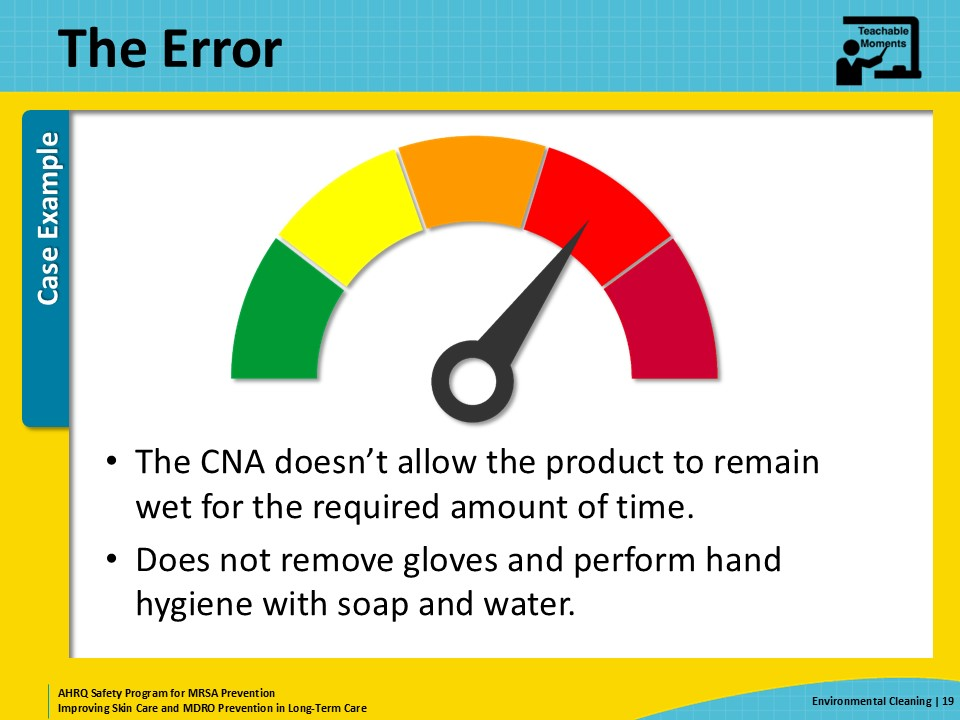 The Error
Teachable
Moments
Case Example
• The CNA doesn’t allow the product to remain
wet for the required amount of time.
• Does not remove gloves and perform hand
hygiene with soap and water.
AHRQ Safety Program for MRSA Prevention
Improving Skin Care and MDRO Prevention in Long-Term Care
Environmental Cleaning | 19